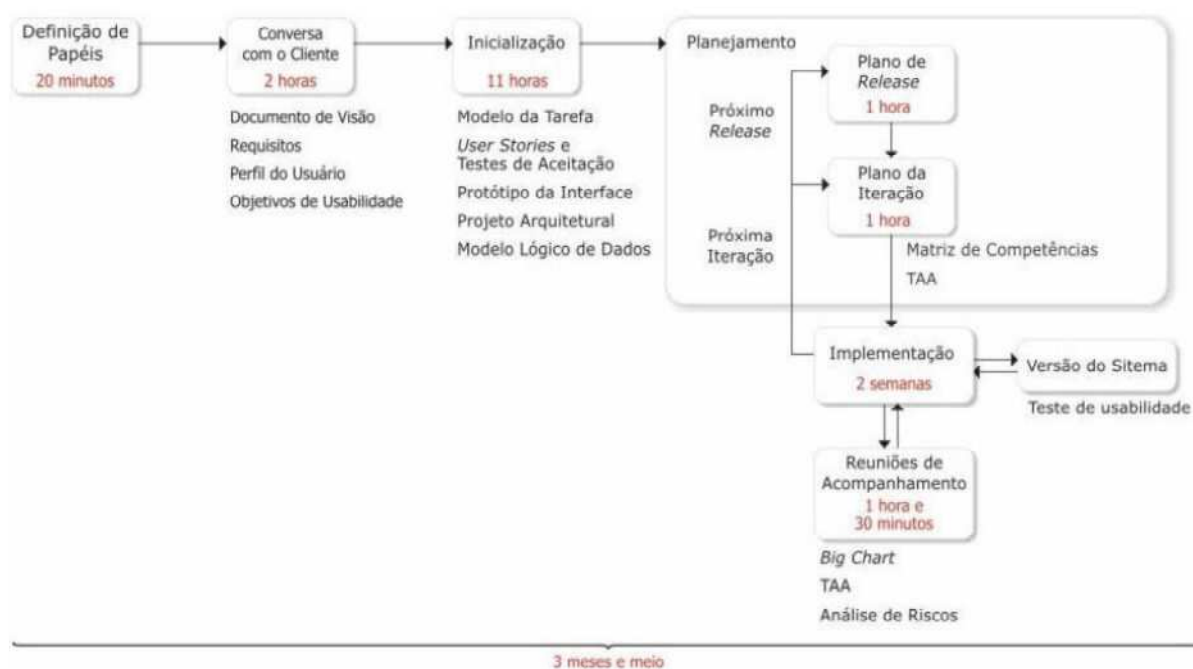 Definição de
Papéis
20 minutos
Conversa
com o Cliente
2 horas
Documento de Visão
Requisitos
Perfil do Usuário
Objetivos de Usabilidade
Inicialização
11 horas
Modelo da Tarefa
User Stories e
Testes de Aceitação
Protótipo da Interface
Projeto Arquitetural
Modelo Lógico de Dados
Planejamento
Plano de
Release
1 hora
Próximo
Release
Plano da
Iteração
1 hora
Próxima
Iteração
Matriz de Competências
TAA
Implementação
2 semanas
Versão do Sitema
Teste de usabilidade
Reuniões de
Acompanhamento
1 hora e
30 minutos
Big Chart
TAA
Análise de Riscos
3 meses e meio